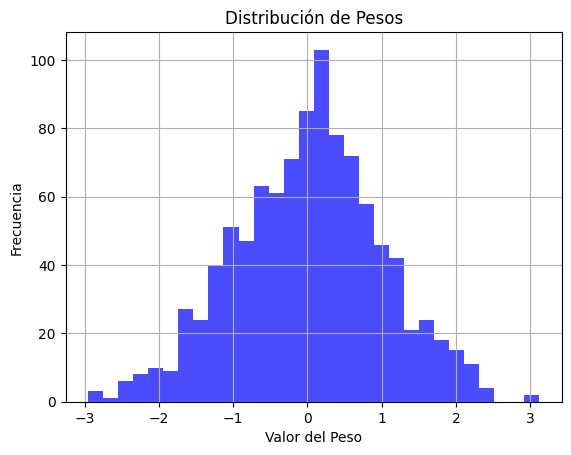 Distribución de Pesos
Frecuencia
100
80
60
40
20
0
−3 −2 −1 0 1 2 3
Valor del Peso